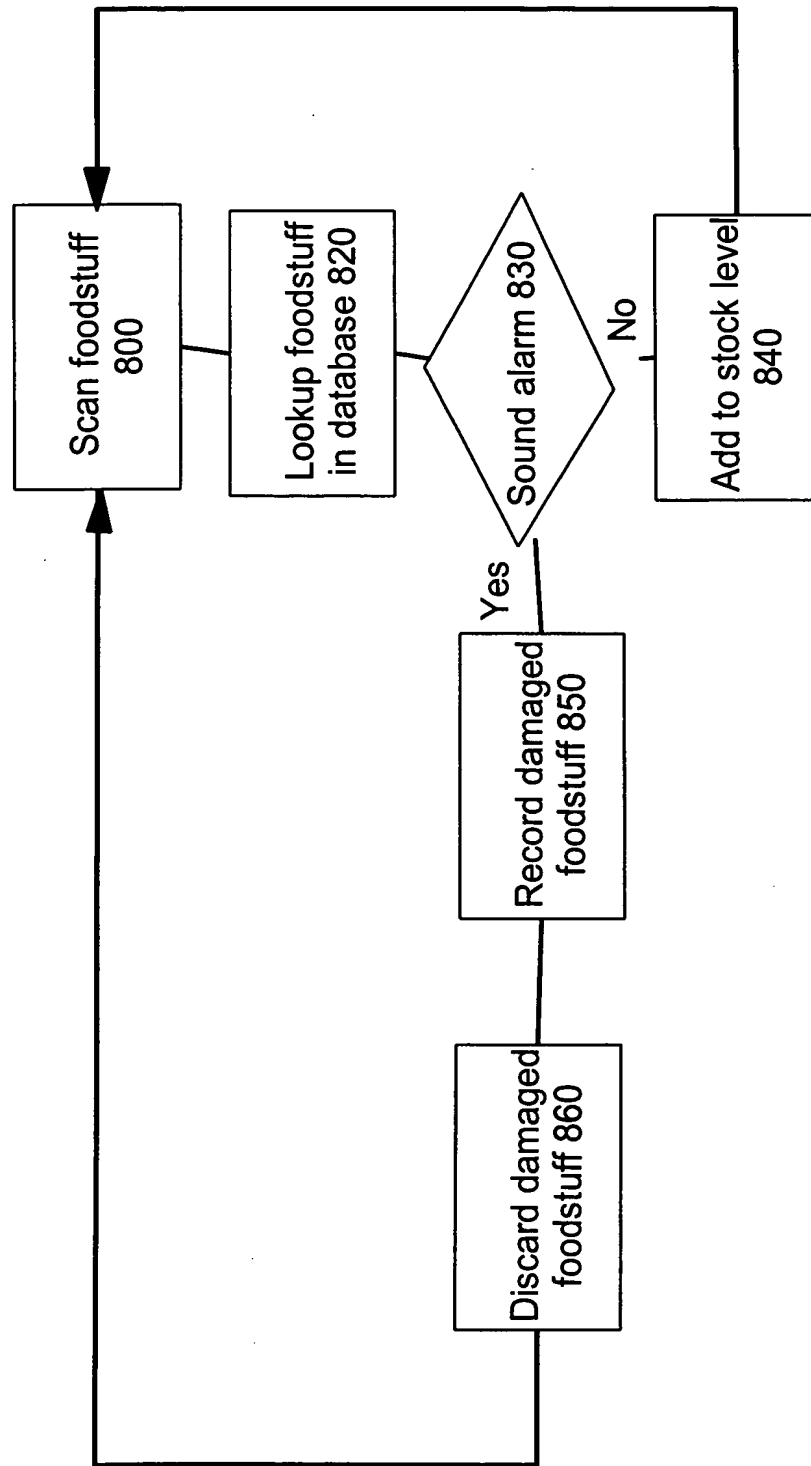 Scan foodstuff
800
Lookup foodstuff
in database 820
Sound alarm 830
Yes
No
Record damaged
foodstuff 850
Add to stock level
840
Discard damaged
foodstuff 860